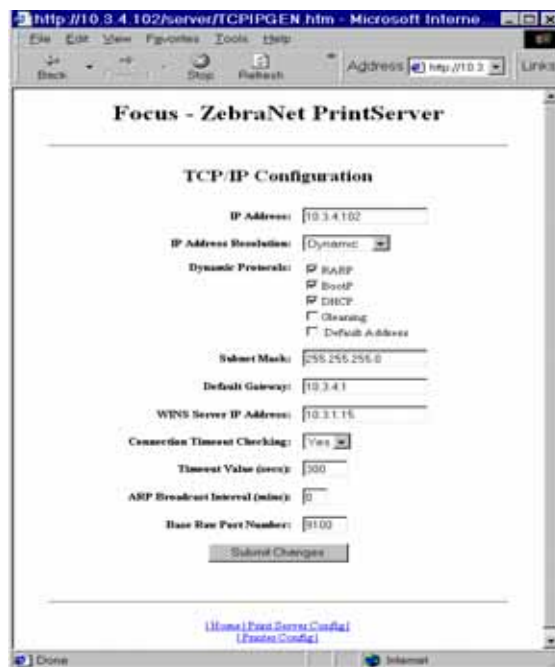 http://10.3.4.102/server/TCPIPGEN.htm - Microsoft Interne...
File Edit View Favorites Tools Help
Back Stop Refresh Address http://10.3 Links
Focus - ZebraNet PrintServer
TCP/IP Configuration
IP Address: 10.3.4.102
IP Address Resolution: Dynamic
Dynamic Protocols: RARP
BootP
DHCP
Gleaning
Default Address
Subnet Mask: 255.255.255.0
Default Gateway: 10.3.4.1
WINS Server IP Address: 10.3.1.15
Connection Timeout Checking: Yes
Timeout Value (secs): 300
ARP Broadcast Interval (mins): 0
Base Raw Port Number: 9100
Submit Changes
[Home| Print Server Config]
[Printer Config]
Done Internet